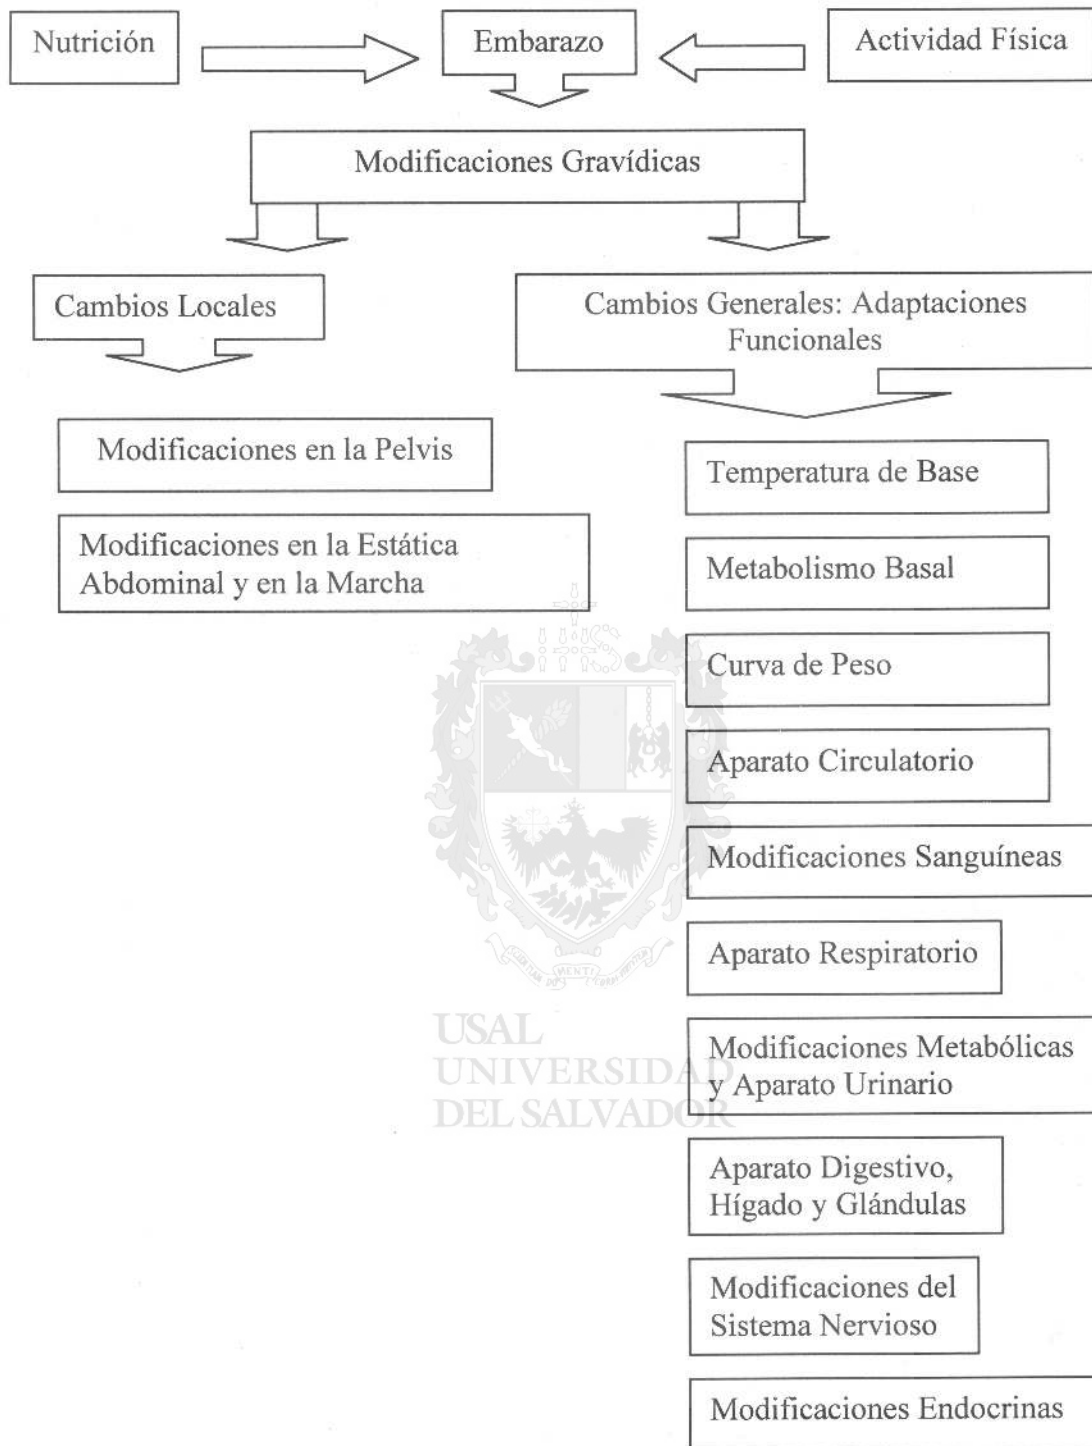 Nutrición
Embarazo
Actividad Física
Modificaciones Gravídicas
Cambios Locales
Cambios Generales: Adaptaciones
Funcionales
Modificaciones en la Pelvis
Modificaciones en la Estática
Abdominal y en la Marcha
Temperatura de Base
Metabolismo Basal
Curva de Peso
Aparato Circulatorio
Modificaciones Sanguíneas
Aparato Respiratorio
Modificaciones Metabólicas
y Aparato Urinario
Aparato Digestivo,
Hígado y Glándulas
Modificaciones del
Sistema Nervioso
Modificaciones Endocrinas
IHS
MENTI
USAL
UNIVERSIDAD
DEL SALVADOR